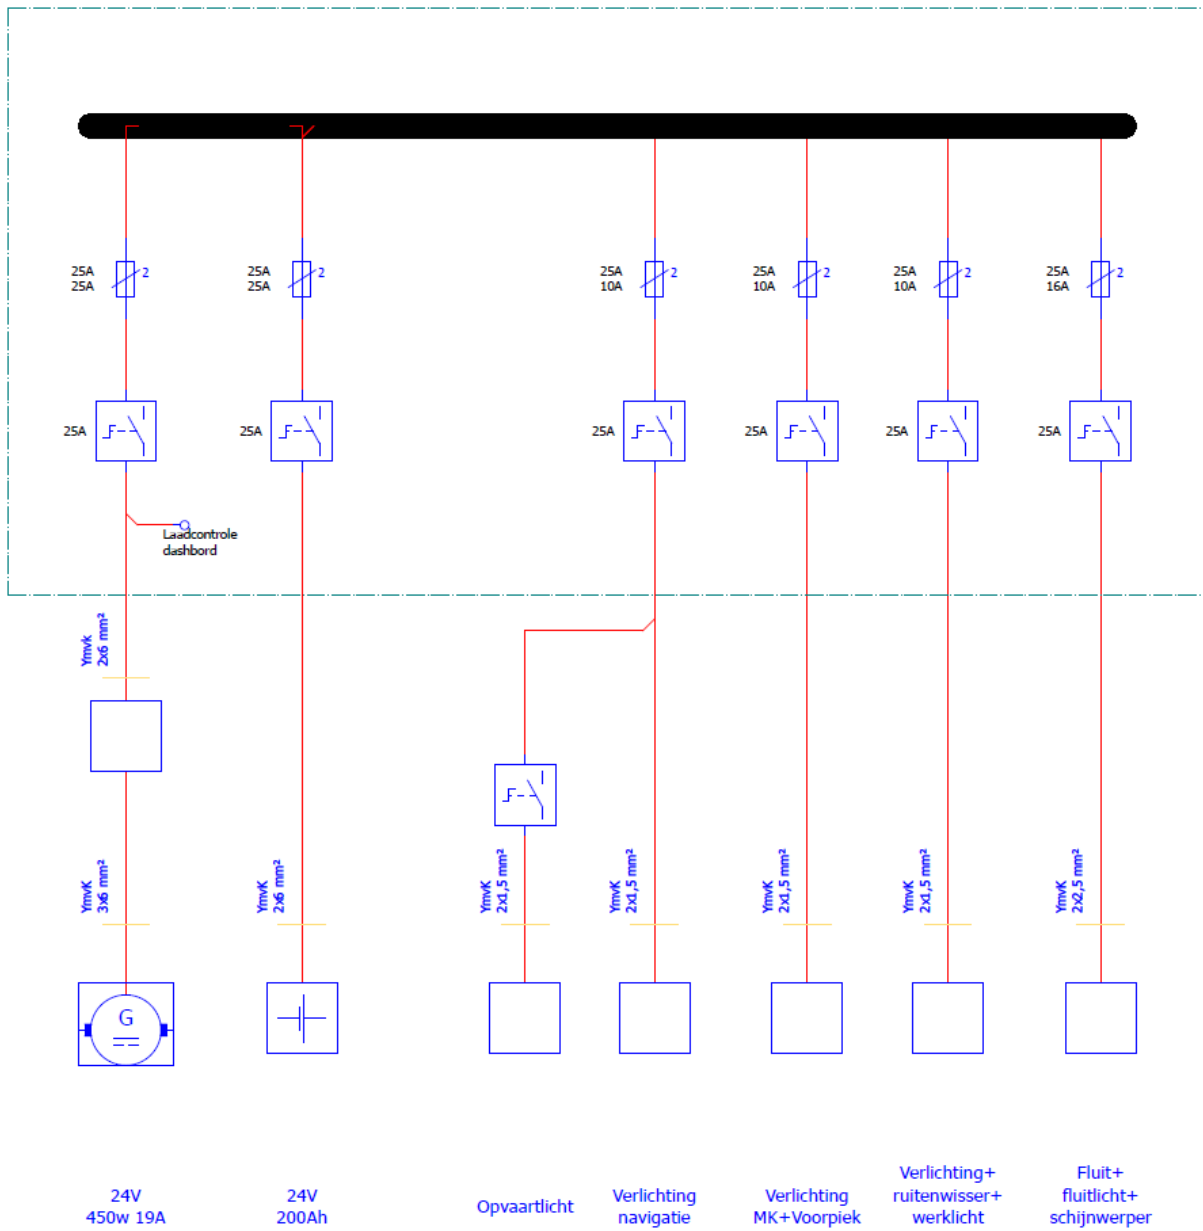 25A
25A
2
25A
25A
2
25A
10A
2
25A
10A
2
25A
10A
2
25A
16A
2
25A
25A
25A
25A
25A
25A
Laadcontrole
dashbord
Ymvk
2x6 mm²
YmvK
3x6 mm²
YmvK
2x6 mm²
YmvK
2x1,5 mm²
YmvK
2x1,5 mm²
YmvK
2x1,5 mm²
YmvK
2x1,5 mm²
YmvK
2x2,5 mm²
G
24V
450w 19A
24V
200Ah
Opvaartlicht
Verlichting
navigatie
Verlichting
MK+Voorpiek
Verlichting+
ruitenwisser+
werklicht
Fluit+
fluitlicht+
schijnwerper